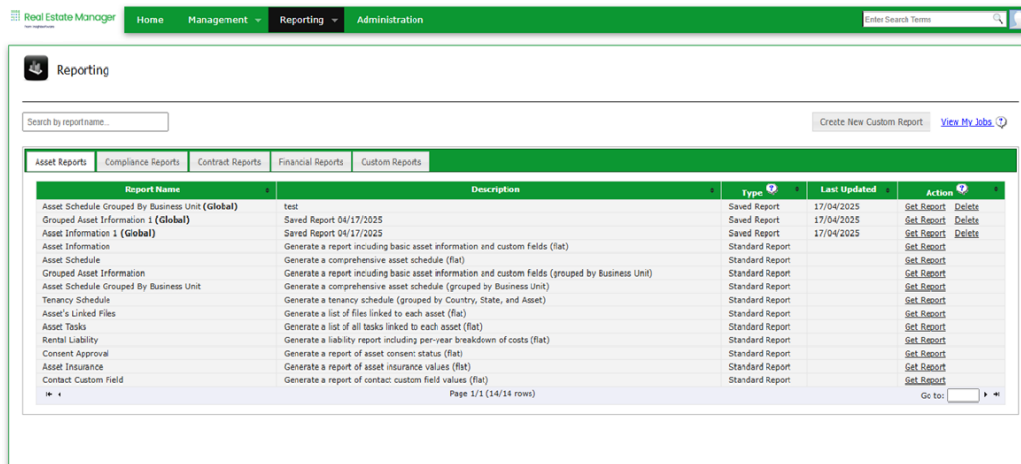 Real Estate Manager
Home Management Reporting Administration
Enter Search Terms
Reporting
Search by reportname...
Create New Custom Report View My Jobs ?
Asset Reports Compliance Reports Contract Reports Financial Reports Custom Reports
Report Name Description Type ? Last Updated Action ?
Asset Schedule Grouped By Business Unit (Global) test Saved Report 17/04/2025 Get Report Delete
Grouped Asset Information 1 (Global) Saved Report 04/17/2025 Saved Report 17/04/2025 Get Report Delete
Asset Information 1 (Global) Saved Report 04/17/2025 Saved Report 17/04/2025 Get Report Delete
Asset Information Generate a report including basic asset information and custom fields (flat) Standard Report Get Report
Asset Schedule Generate a comprehensive asset schedule (flat) Standard Report Get Report
Grouped Asset Information Generate a report including basic asset information and custom fields (grouped by Business Unit) Standard Report Get Report
Asset Schedule Grouped By Business Unit Generate a comprehensive asset schedule (grouped by Business Unit) Standard Report Get Report
Tenancy Schedule Generate a tenancy schedule (grouped by Country, State, and Asset) Standard Report Get Report
Asset's Linked Files Generate a list of files linked to each asset (flat) Standard Report Get Report
Asset Tasks Generate a list of all tasks linked to each asset (flat) Standard Report Get Report
Rental Liability Generate a liability report including per-year breakdown of costs (flat) Standard Report Get Report
Consent Approval Generate a report of asset consent status (flat) Standard Report Get Report
Asset Insurance Generate a report of asset insurance values (flat) Standard Report Get Report
Contact Custom Field Generate a report of contact custom field values (flat) Standard Report Get Report
Page 1/1 (14/14 rows) Go to: